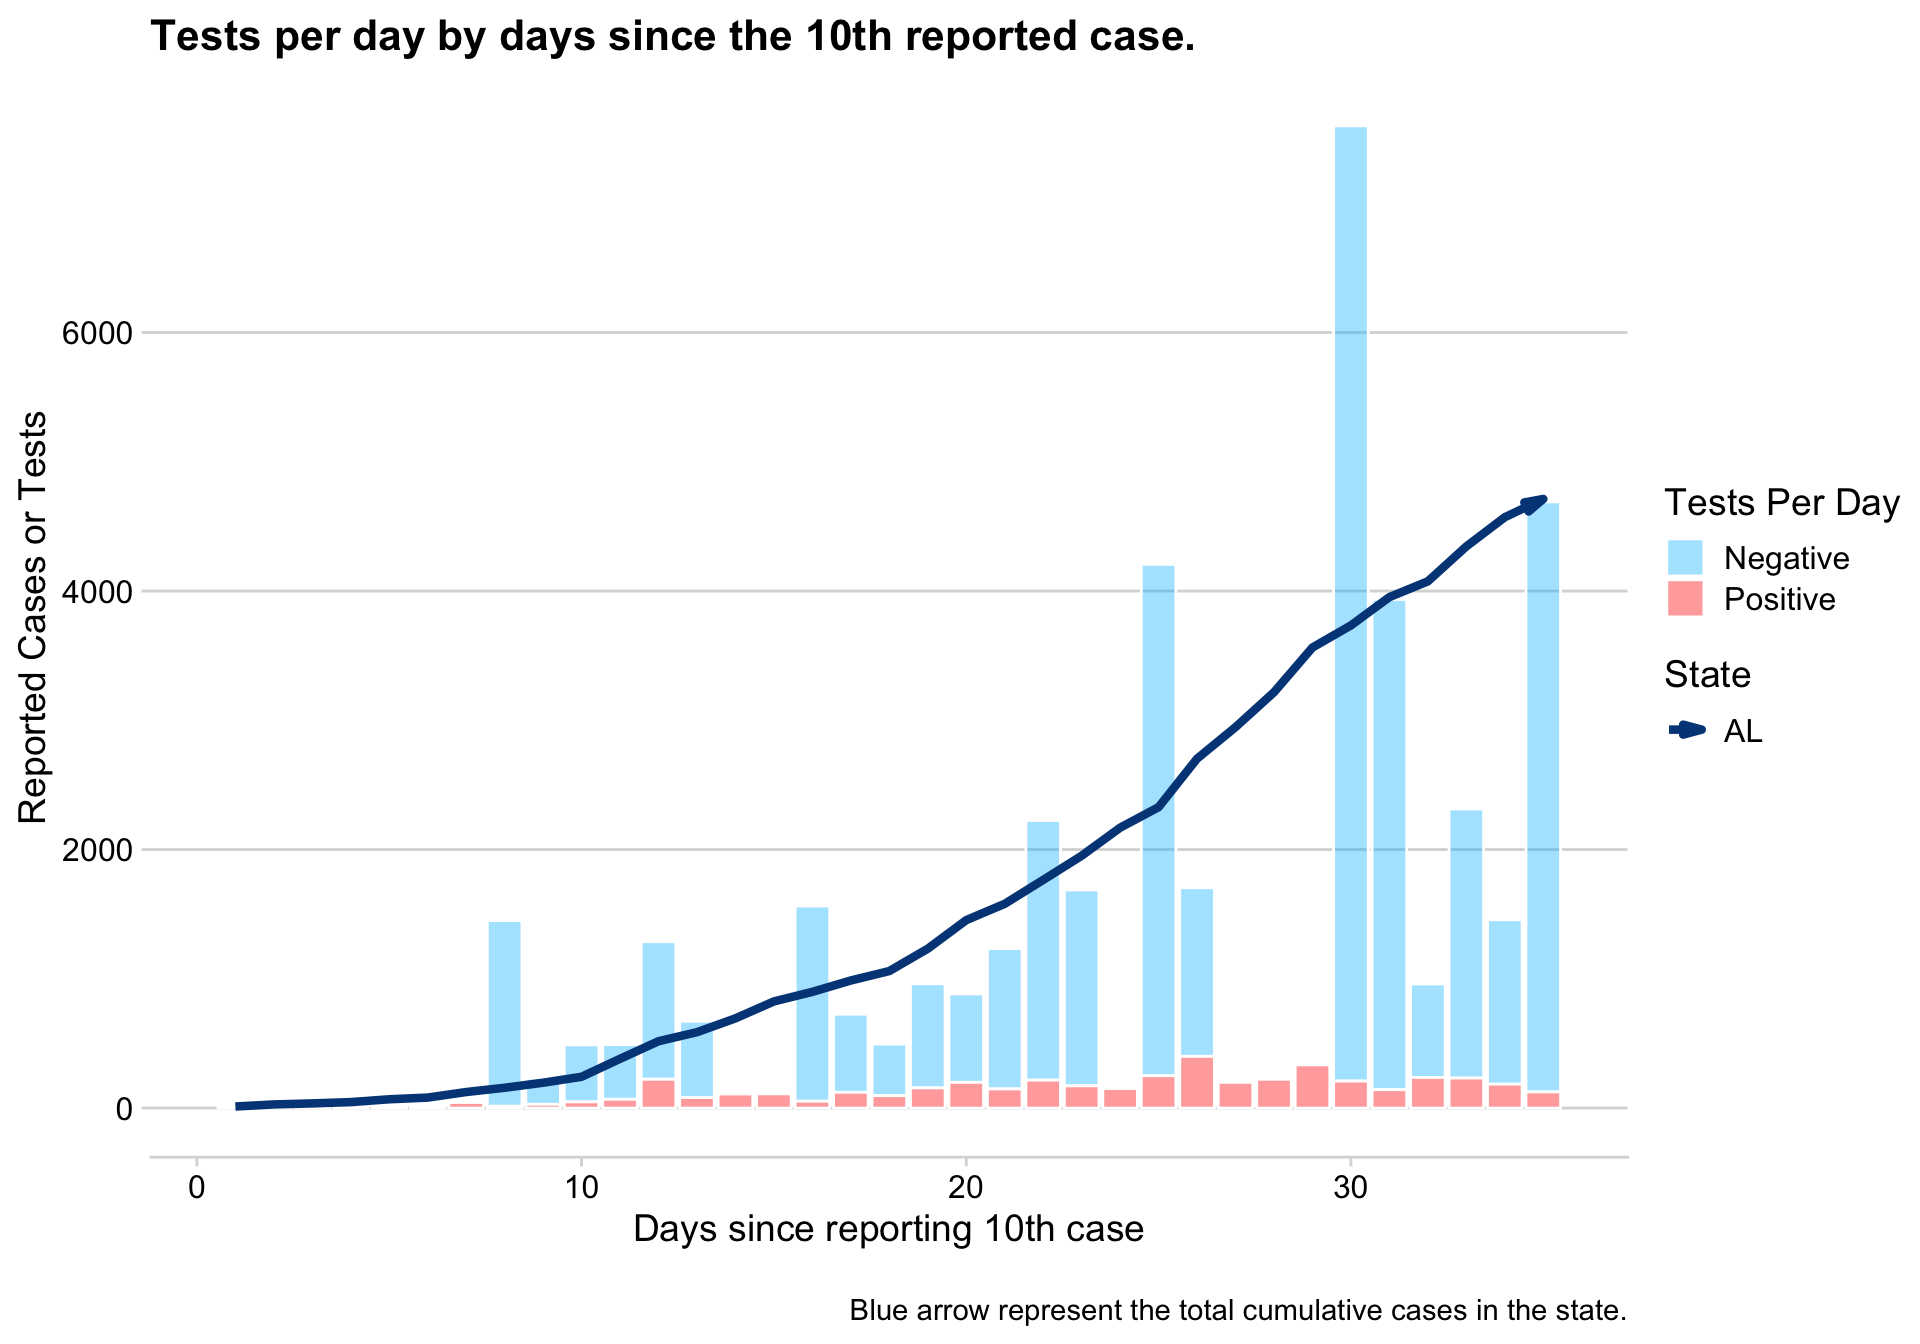 Tests per day by days since the 10th reported case.
Reported Cases or Tests
6000
4000
2000
0
0
10
20
30
Days since reporting 10th case
Tests Per Day
Negative
Positive
State
AL
Blue arrow represent the total cumulative cases in the state.